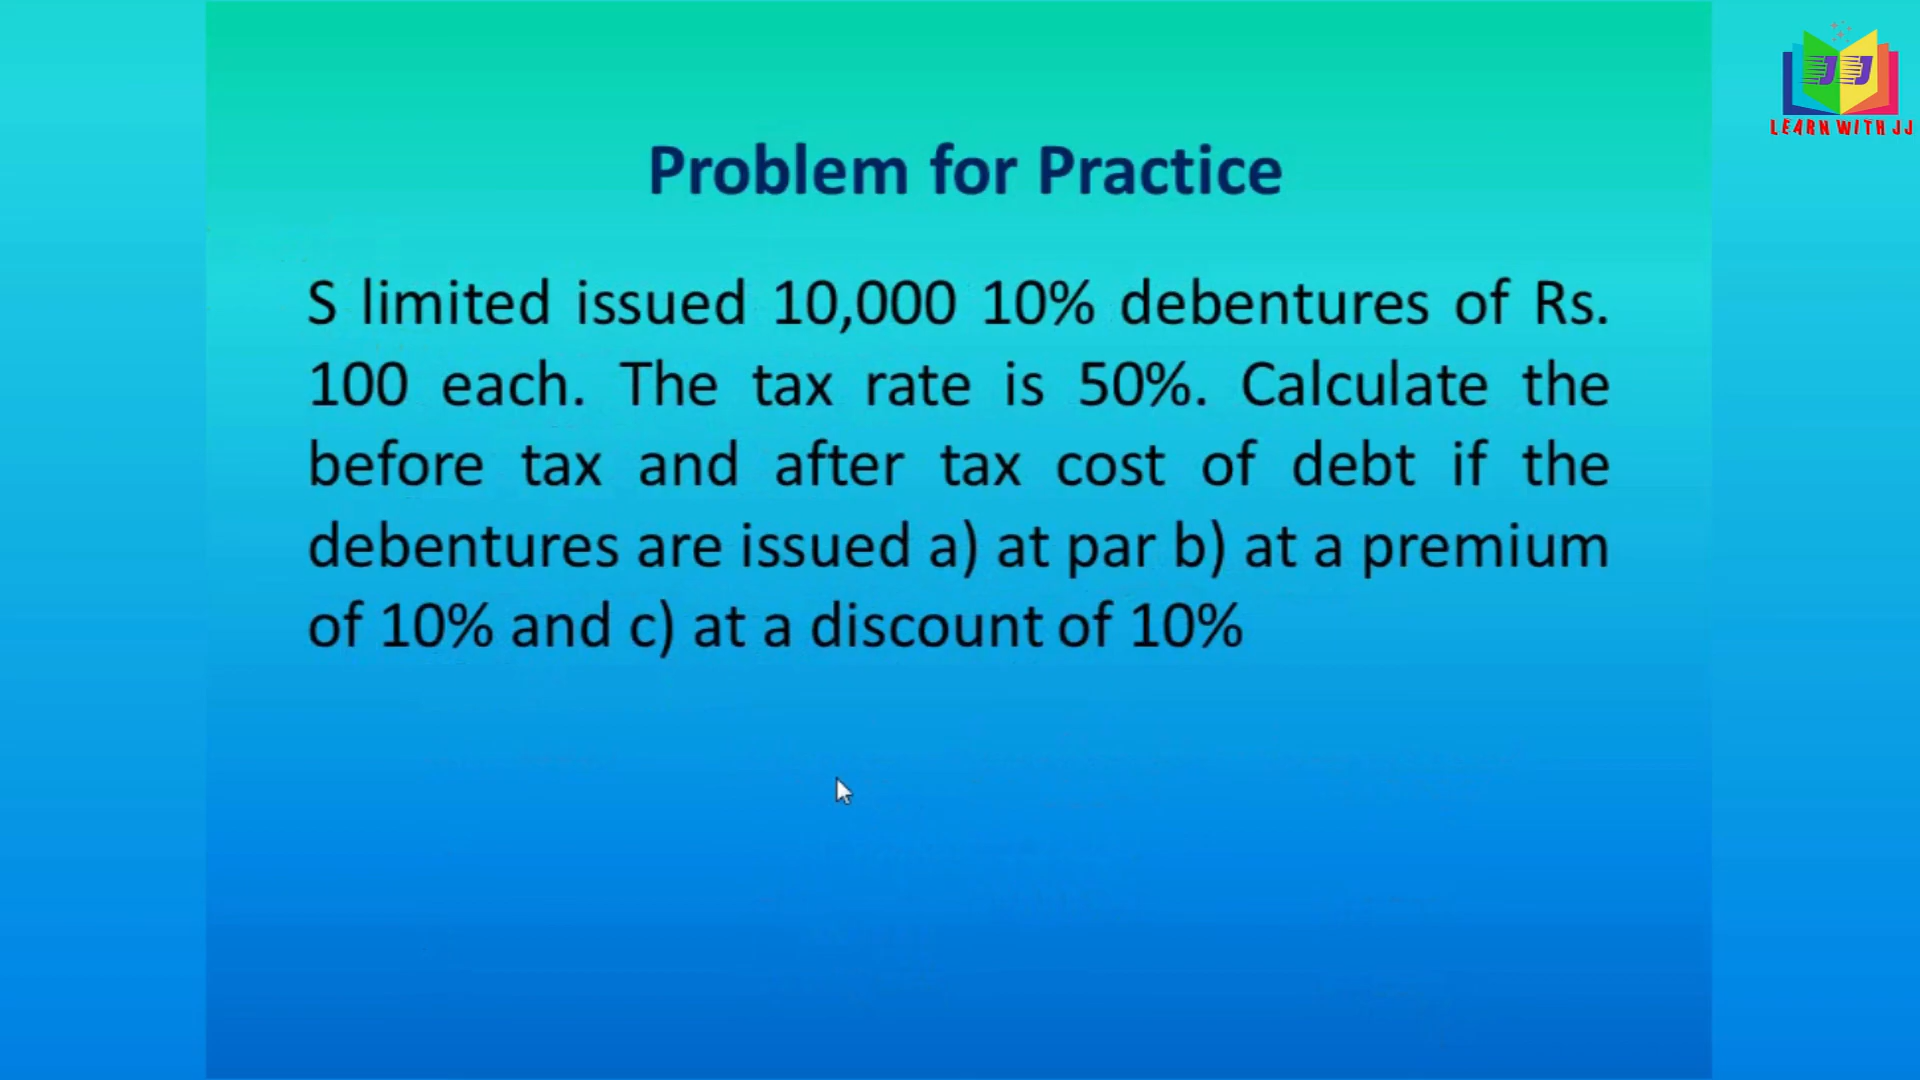 JJ
LEARN WITH JJ
Problem for Practice
S limited issued 10,000 10% debentures of Rs.
100 each. The tax rate is 50%. Calculate the
before tax and after tax cost of debt if the
debentures are issued a) at par b) at a premium
of 10% and c) at a discount of 10%